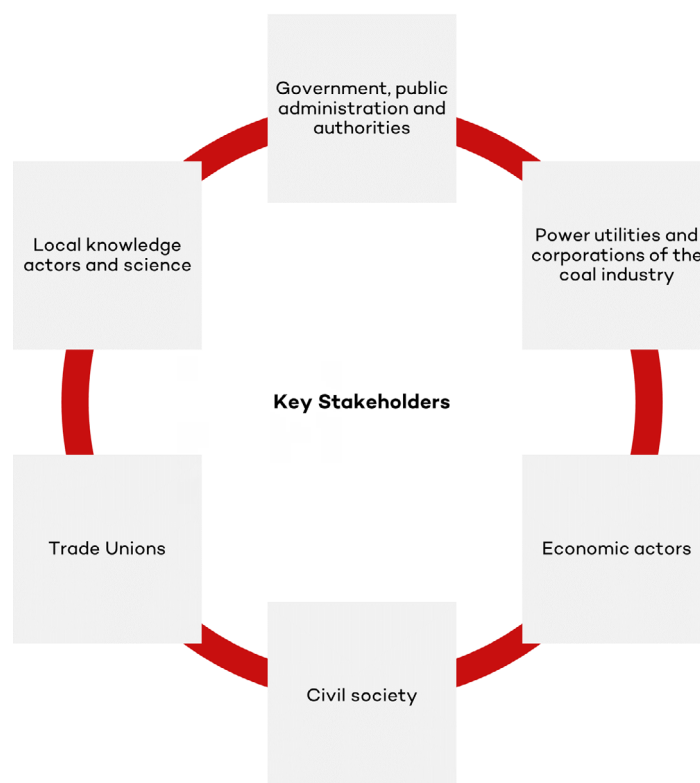 Government, public
administration and
authorities
Local knowledge
actors and science
Power utilities and
corporations of the
coal industry
Key Stakeholders
Trade Unions
Economic actors
Civil society